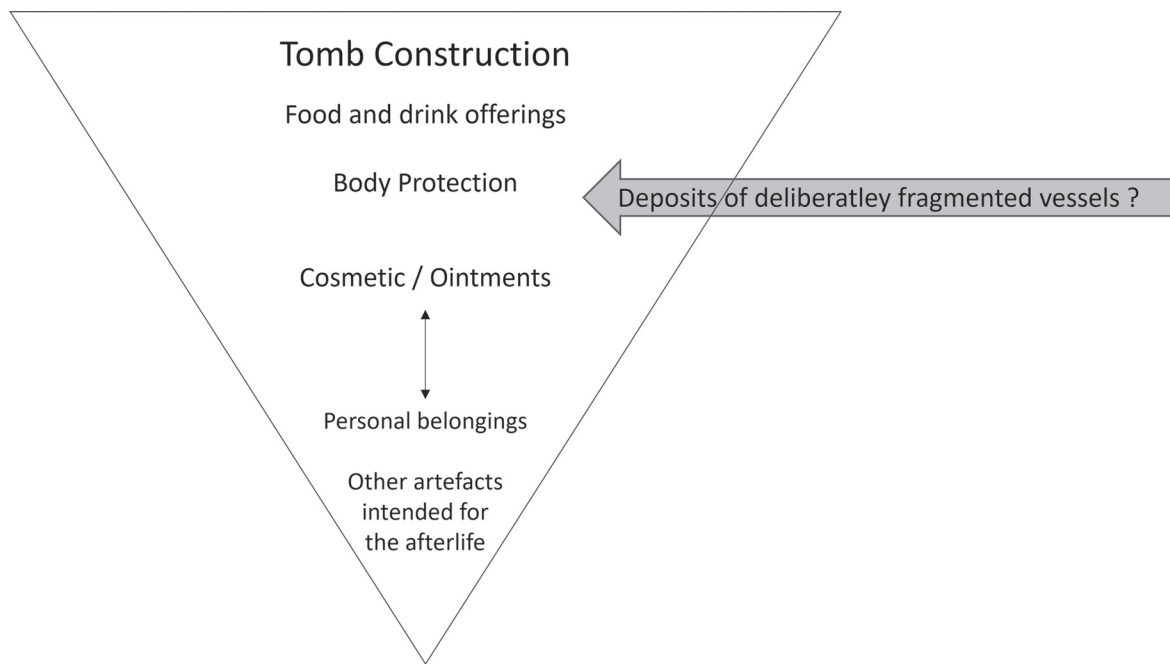 Tomb Construction
Food and drink offerings
Body Protection
Deposits of deliberatley fragmented vessels ?
Cosmetic / Ointments
Personal belongings
Other artefacts
intended for
the afterlife